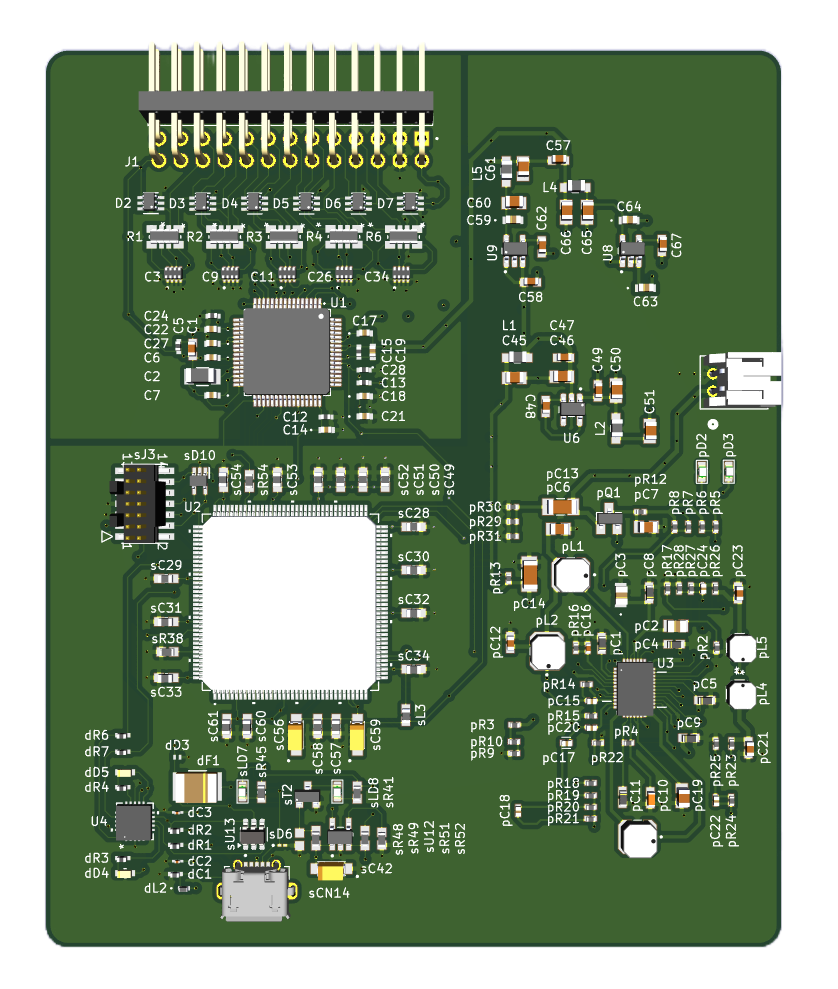 J1
L5
C61
C57
L4
C60
C59
C62
C66
C65
C64
C67
U9
U8
C58
C63
D2
D3
D4
D5
D6
D7
R1
R2
R3
R4
R6
C3
C9
C11
C26
C34
U1
C24
C22
C27
C6
C5
C1
C2
C7
C17
C15
C19
C28
C13
C18
C21
C12
C14
L1
C45
C47
C46
C49
C50
C48
U6
L2
C51
pD2
pD3
sJ3
1
2
sD10
U2
sC54
sR54
sC53
sC52
sC51
sC50
sC49
sC28
sC30
sC32
sC34
sC29
sC31
sR38
sC33
sL3
sC61
sC60
sC56
sC58
sC57
sC59
pC13
pC6
pR30
pR29
pR31
pQ1
pR12
pC7
pR8
pR7
pR6
pR5
pL1
pR13
pC14
pC3
pC8
pR17
pR28
pR27
pC24
pR26
pC23
pL2
pC12
pR16
pC16
pC1
pC2
pC4
pR2
pL5
U3
pR14
pC5
pL4
pC15
pR15
pC20
pR3
pR10
pR9
pR4
pC9
pC17
pR22
pR25
pR23
pC21
pR18
pR19
pR20
pR21
pC18
pC11
pC10
pC19
pC22
pR24
dR6
dR7
dD3
dF1
sLD7
sR45
sLD8
sR41
dD5
dR4
sT2
U4
dC3
dR2
dR1
dC2
dC1
dR3
dD4
dL2
sU13
sD6
sR48
sR49
sU12
sR51
sR52
sC42
sCN14